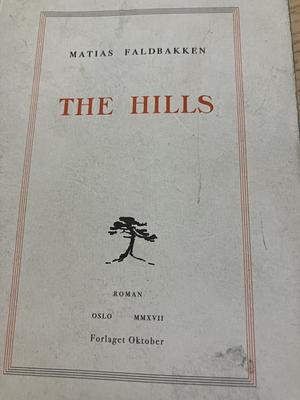 MATIAS FALDBAKKEN
THE HILLS
ROMAN
OSLO MMXVII
Forlaget Oktober